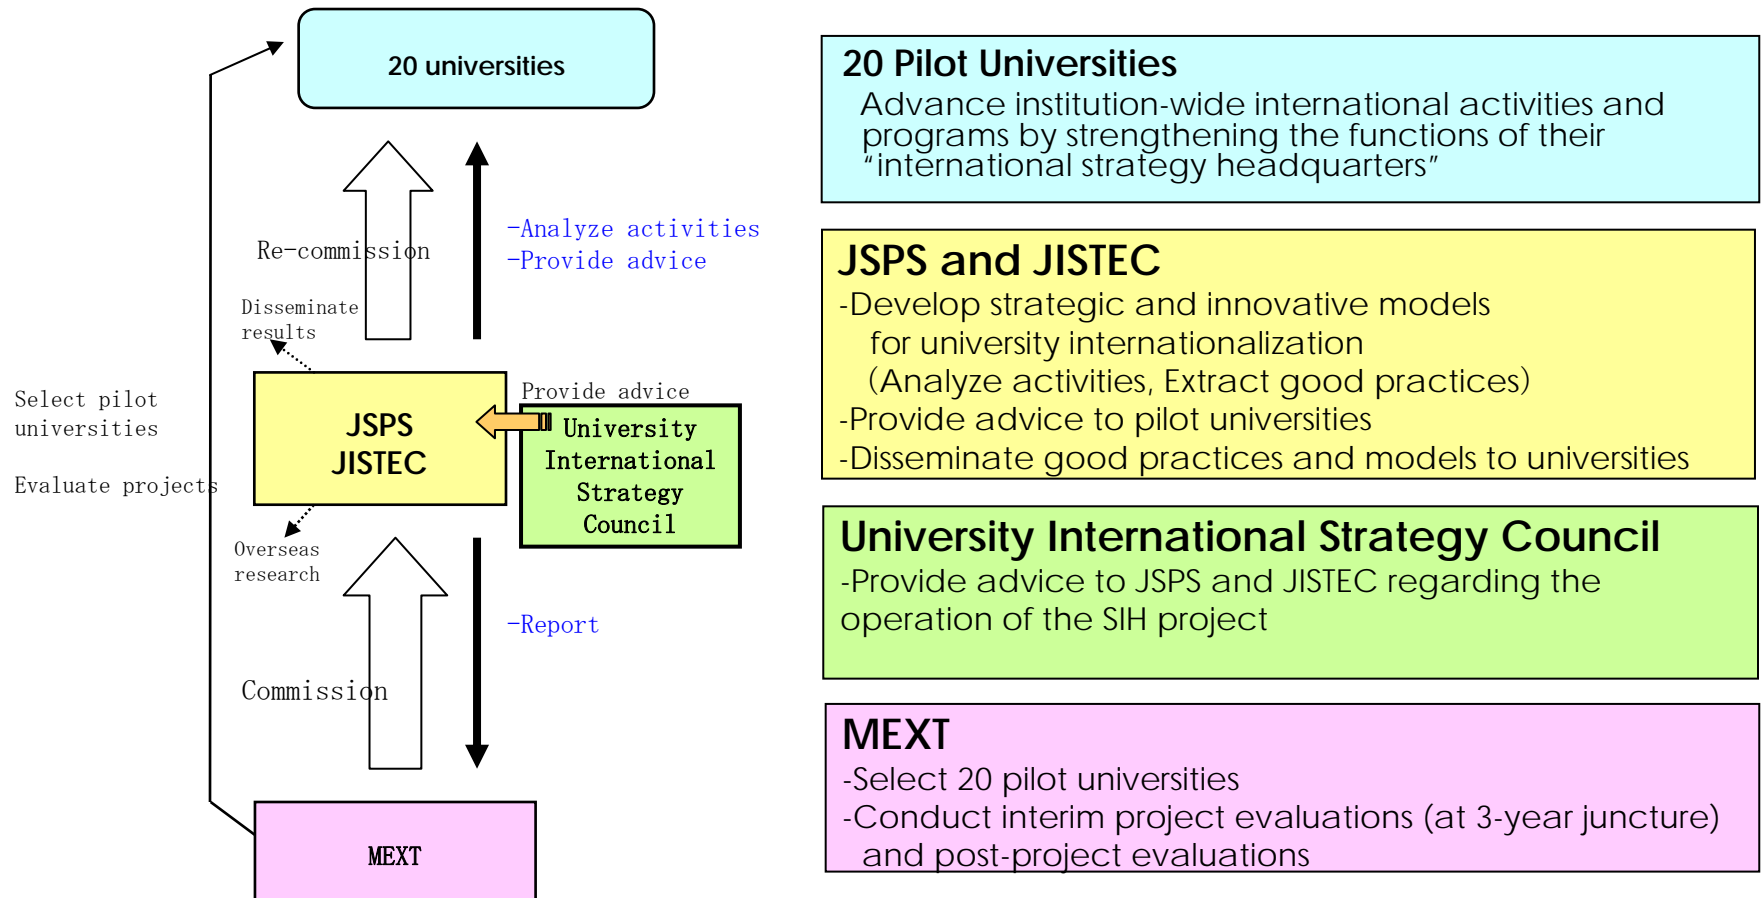 20 universities
Re-commission
-Analyze activities
-Provide advice
Disseminate
results
Select pilot
universities
Evaluate projects
JSPS
JISTEC
Provide advice
University
International
Strategy
Council
Overseas
research
-Report
Commission
MEXT
20 Pilot Universities
Advance institution-wide international activities and
programs by strengthening the functions of their
“international strategy headquarters”
JSPS and JISTEC
-Develop strategic and innovative models
for university internationalization
(Analyze activities, Extract good practices)
-Provide advice to pilot universities
-Disseminate good practices and models to universities
University International Strategy Council
-Provide advice to JSPS and JISTEC regarding the
operation of the SIH project
MEXT
-Select 20 pilot universities
-Conduct interim project evaluations (at 3-year juncture)
and post-project evaluations